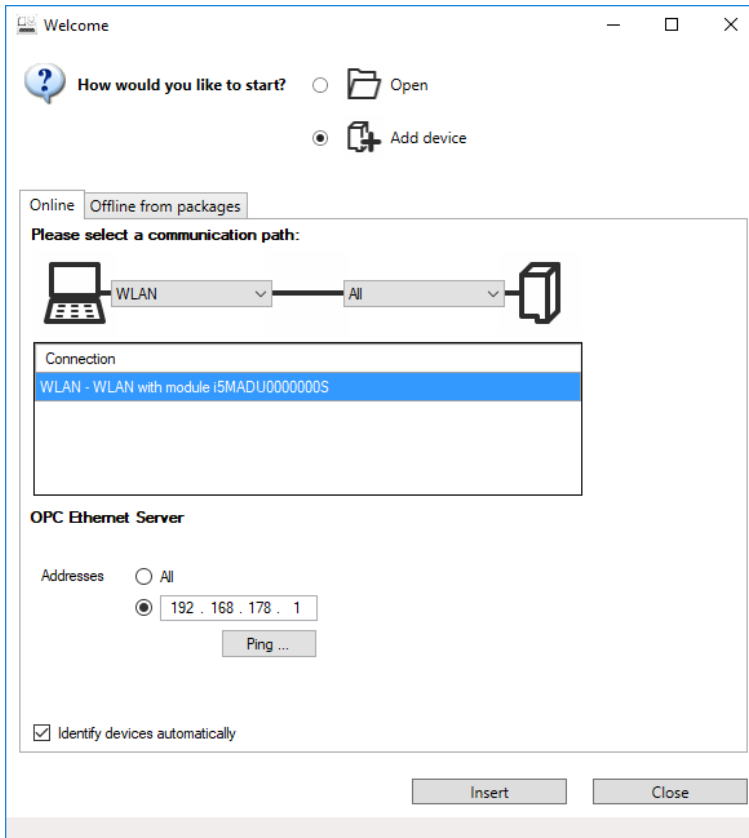 Welcome
How would you like to start?
Open
Add device
Online
Offline from packages
Please select a communication path:
WLAN
All
Connection
WLAN - WLAN with module i5MADU0000000S
OPC Ethernet Server
Addresses
All
192 . 168 . 178 . 1
Ping ...
Identify devices automatically
Insert
Close